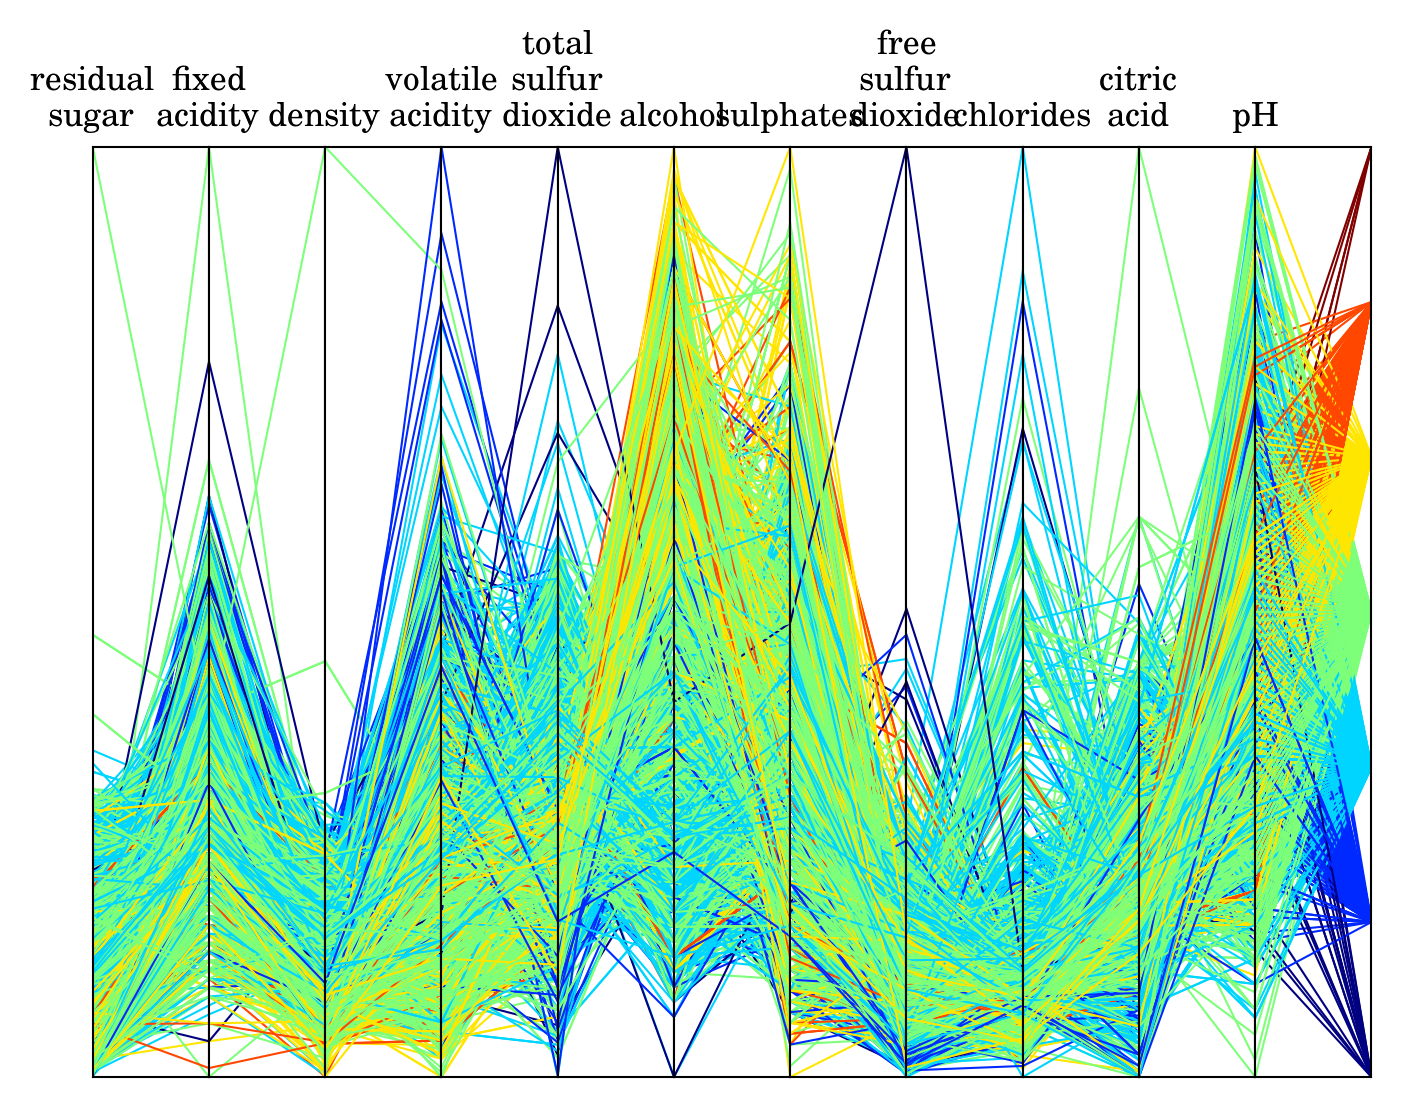 total
free
residual fixed
volatile sulfur
sulfur
citric
sugar acidity density acidity dioxide alcohol sulphates dioxide chlorides acid pH